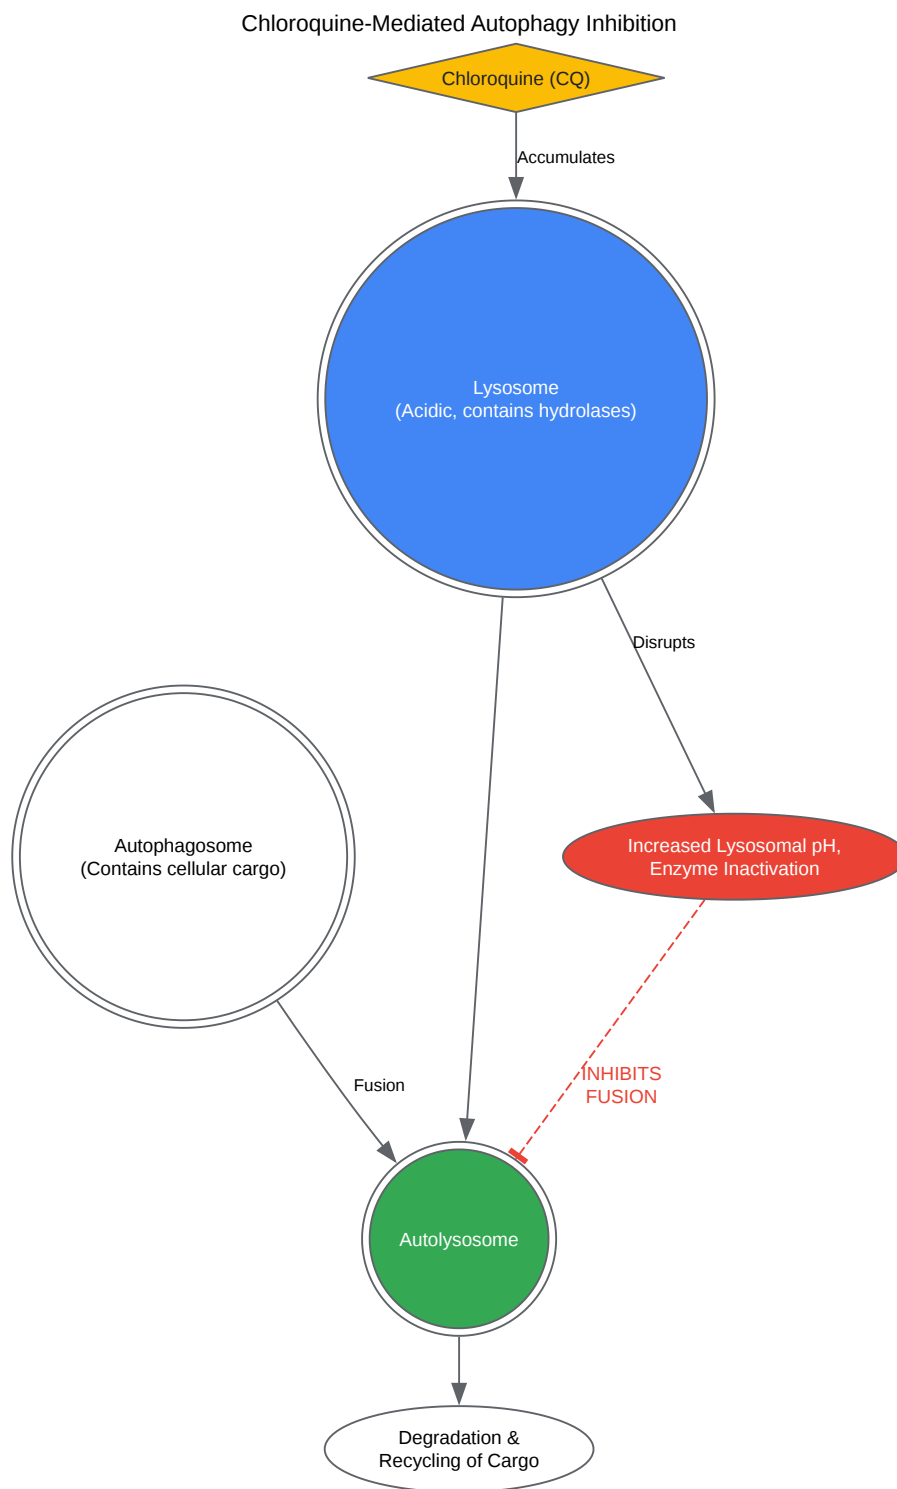 Chloroquine-Mediated Autophagy Inhibition
Chloroquine (CQ)
Accumulates
Lysosome
(Acidic, contains hydrolases)
Disrupts
Autophagosome
(Contains cellular cargo)
Increased Lysosomal pH,
Enzyme Inactivation
INHIBITS
FUSION
Fusion
Autolysosome
Degradation &
Recycling of Cargo